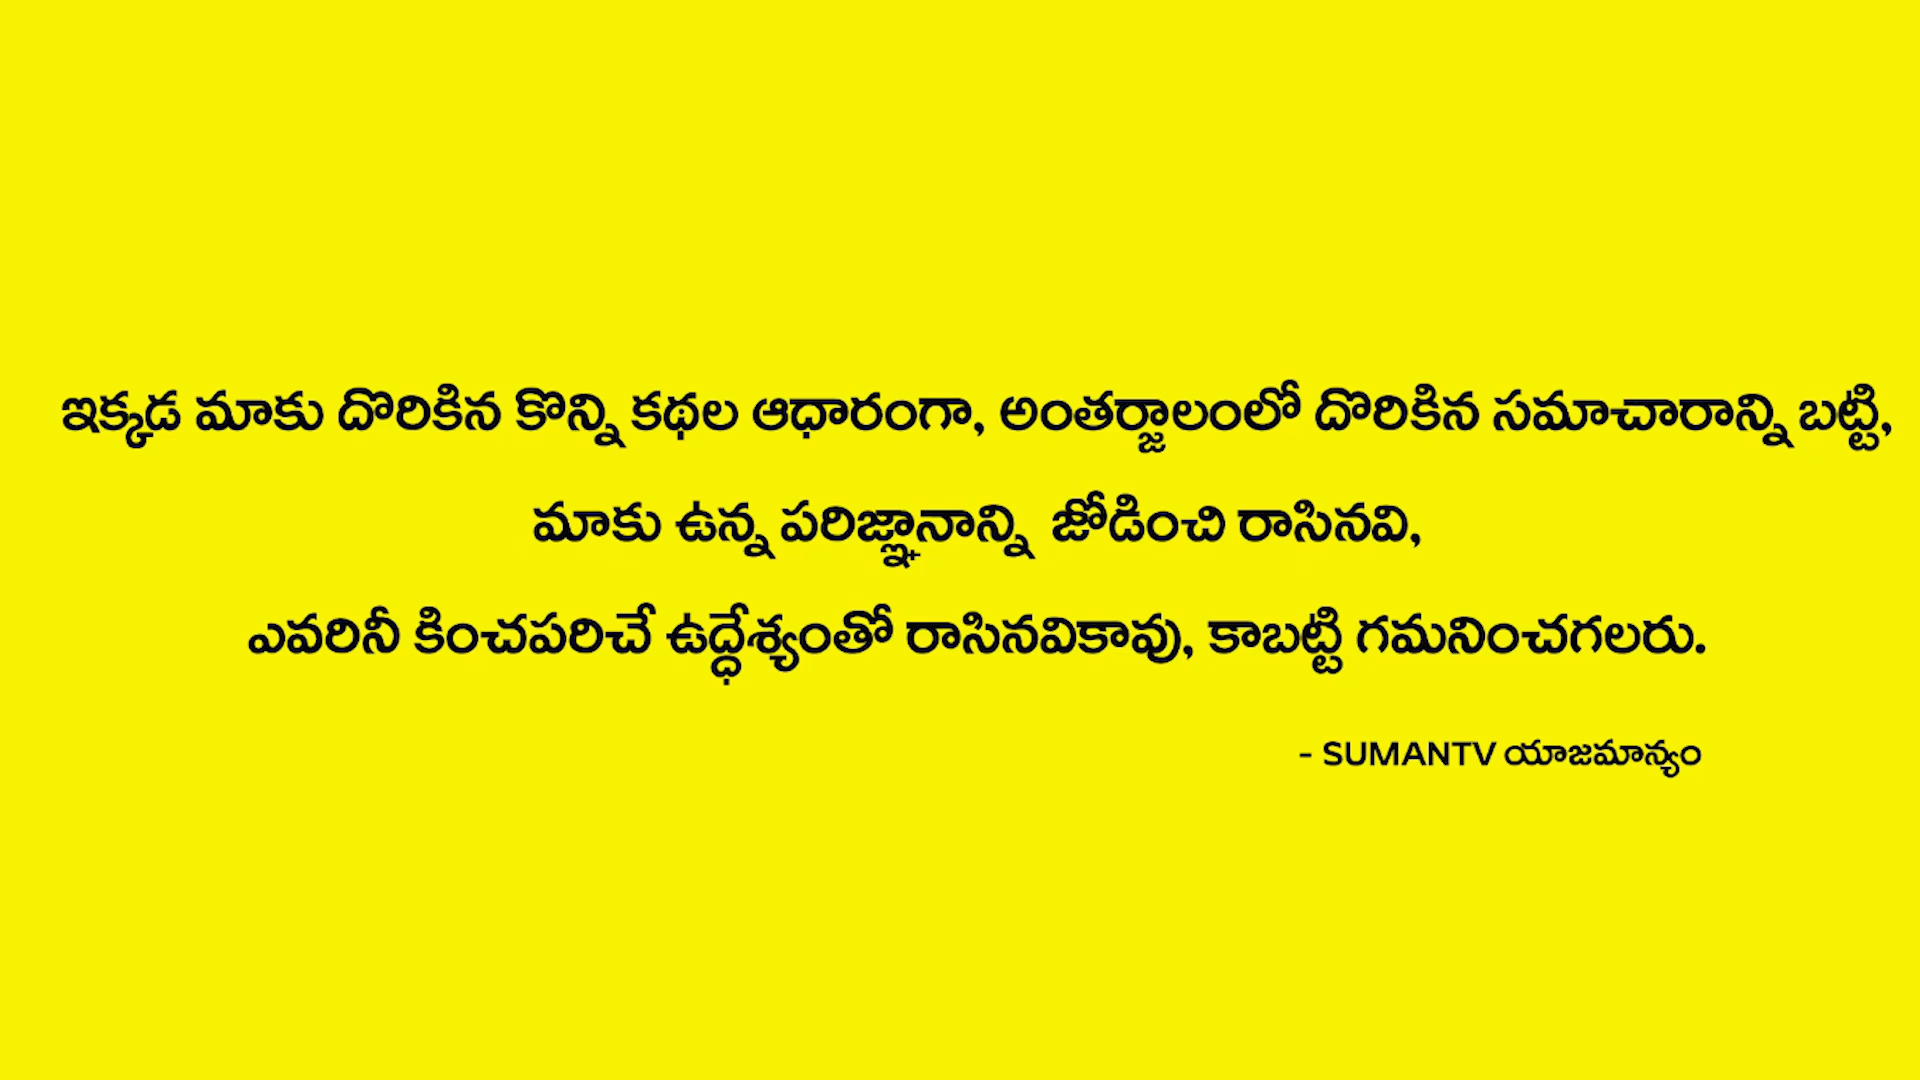 ఇక్కడ మాకు దొరికిన కొన్ని కథల ఆధారంగా, అంతర్జాలంలో దొరికిన సమాచారాన్ని బట్టి,
మాకు ఉన్న పరిజ్ఞానాన్ని జోడించి రాసినవి,
ఎవరినీ కించపరిచే ఉద్ధేశ్యంతో రాసినవికావు, కాబట్టి గమనించగలరు.
- SUMANTV యాజమాన్యం